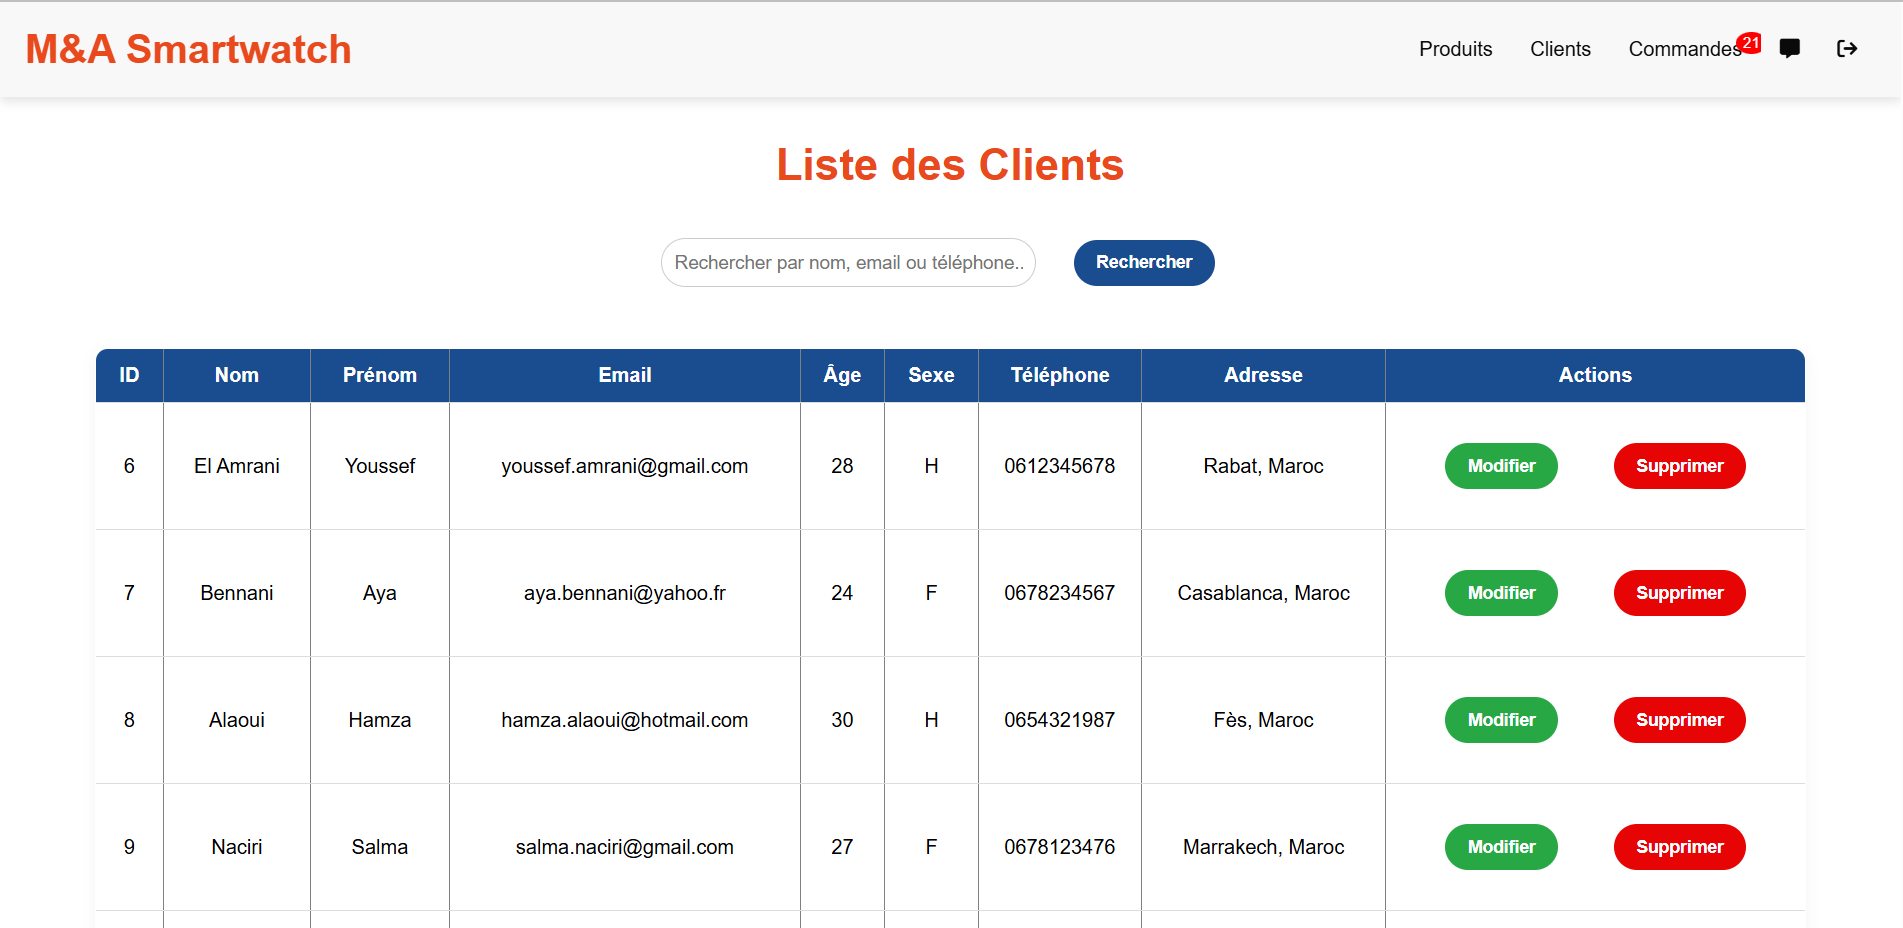 M&A Smartwatch
Produits Clients Commandes 21
Liste des Clients
Rechercher par nom, email ou téléphone.. Rechercher
ID Nom Prénom Email Âge Sexe Téléphone Adresse Actions
6 El Amrani Youssef youssef.amrani@gmail.com 28 H 0612345678 Rabat, Maroc Modifier Supprimer
7 Bennani Aya aya.bennani@yahoo.fr 24 F 0678234567 Casablanca, Maroc Modifier Supprimer
8 Alaoui Hamza hamza.alaoui@hotmail.com 30 H 0654321987 Fès, Maroc Modifier Supprimer
9 Naciri Salma salma.naciri@gmail.com 27 F 0678123476 Marrakech, Maroc Modifier Supprimer